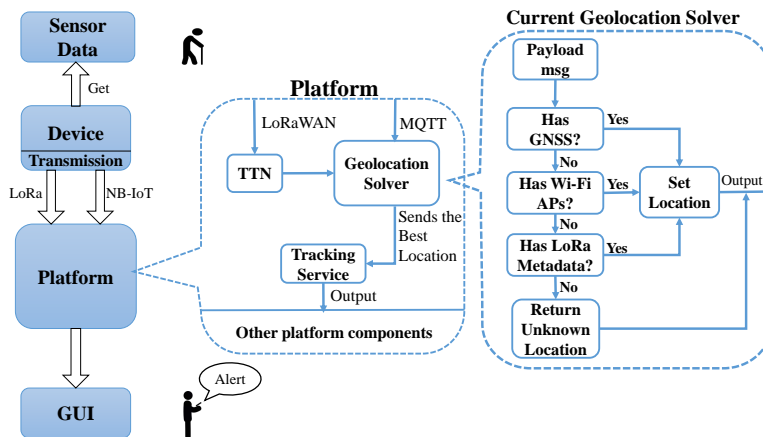 Sensor
Data
Get
Device
Transmission
LoRa
NB-IoT
Platform
GUI
Alert
Platform
LoRaWAN
MQTT
TTN
Geolocation
Solver
Sends the
Best
Location
Tracking
Service
Output
Other platform components
Current Geolocation Solver
Payload
msg
Has
GNSS?
Yes
No
Has Wi-Fi
APs?
Yes
Set
Location
Output
No
Has LoRa
Metadata?
Yes
No
Return
Unknown
Location